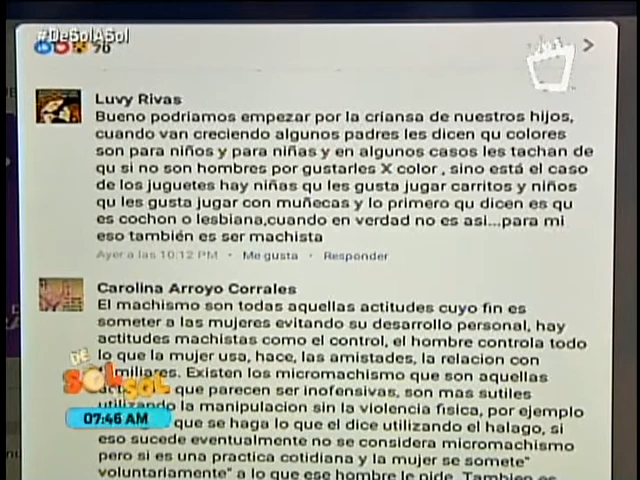 #DeSolASol
76
Luvy Rivas
Bueno podriamos empezar por la criansa de nuestros hijos,
cuando van creciendo algunos padres les dicen qu colores
son para niños y para niñas y en algunos casos les tachan de
qu si no son hombres por gustarles X color , sino está el caso
de los juguetes hay niñas qu les gusta jugar carritos y niños
qu les gusta jugar con muñecas y lo primero qu dicen es qu
es cochon o lesbiana,cuando en verdad no es asi...para mi
eso también es ser machista
Ayer a las 10:12 PM · Me gusta · Responder
Carolina Arroyo Corrales
El machismo son todas aquellas actitudes cuyo fin es
someter a las mujeres evitando su desarrollo personal, hay
actitudes machistas como el control, el hombre controla todo
lo que la mujer usa, hace, las amistades, la relacion con
miliares. Existen los micromachismo que son aquellas
que parecen ser inofensivas, son mas sutiles
utilizando la manipulacion sin la violencia fisica, por ejemplo
que se haga lo que el dice utilizando el halago, si
eso sucede eventualmente no se considera micromachismo
pero si es una practica cotidiana y la mujer se somete"
voluntariamente" a lo que ese hombre le pide. Tambien es
DE
SOL
a SOL
07:46 AM